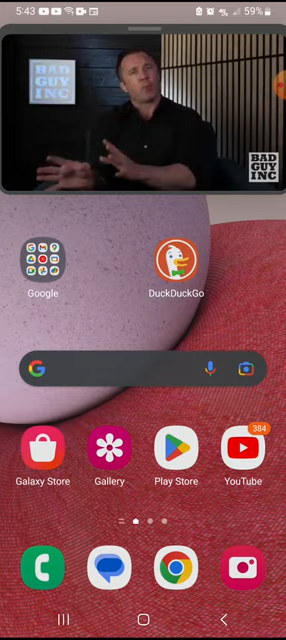 5:43
59%
BAD
GUY
INC
BAD
GUY
INC
Google
DuckDuckGo
384
Galaxy Store
Gallery
Play Store
YouTube